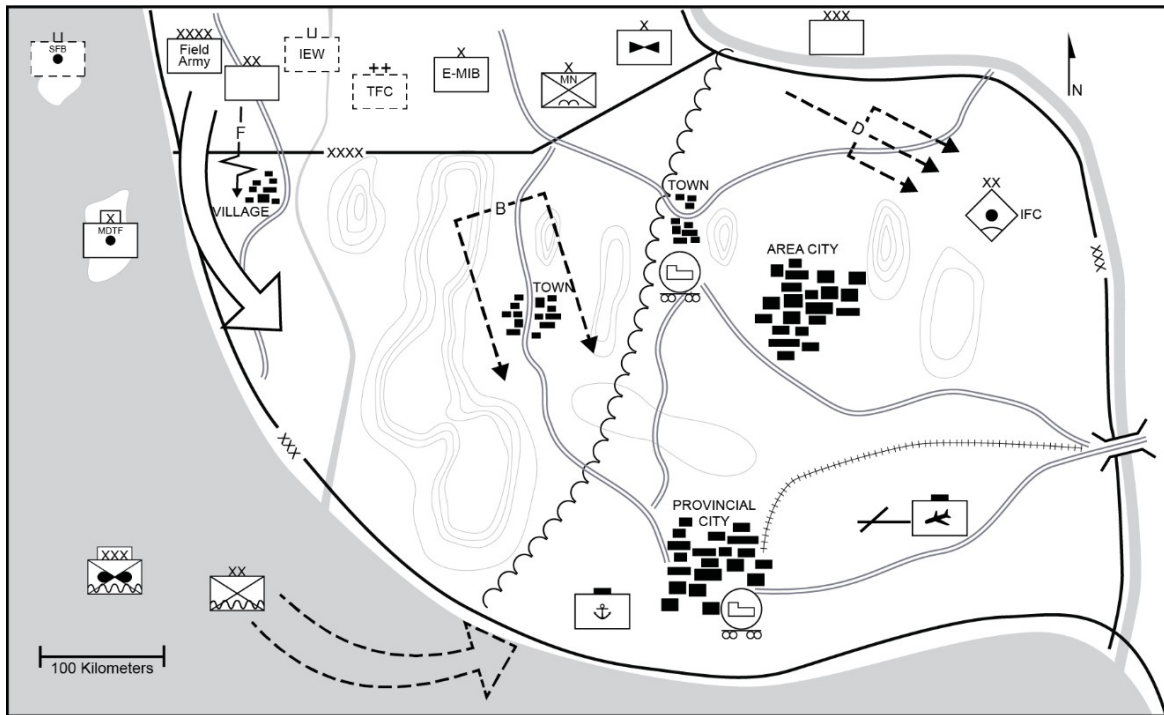 SFB
XXXX
Field
Army
XX
IEW
++
TFC
X
E-MIB
X
MN
X
XXX
N
F
XXXX
VILLAGE
X
MDTF
B
TOWN
TOWN
D
XX
IFC
AREA CITY
XXX
XXX
PROVINCIAL
CITY
XXX
XX
100 Kilometers